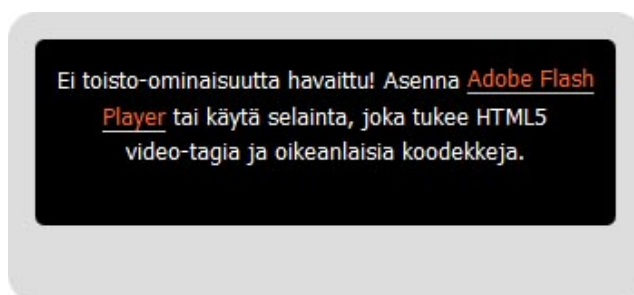 Ei toisto-ominaisuutta havaittu! Asenna Adobe Flash
Player tai käytä selainta, joka tukee HTML5
video-tagia ja oikeanlaisia koodekkeja.